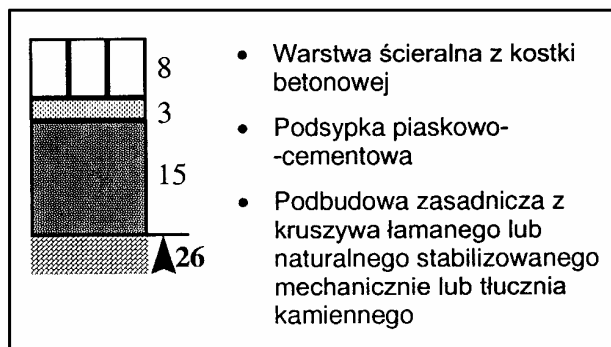 8
3
15
26
• Warstwa ścieralna z kostki
betonowej
• Podsypka piaskowo-
-cementowa
• Podbudowa zasadnicza z
kruszywa łamanego lub
naturalnego stabilizowanego
mechanicznie lub tłucznia
kamiennego